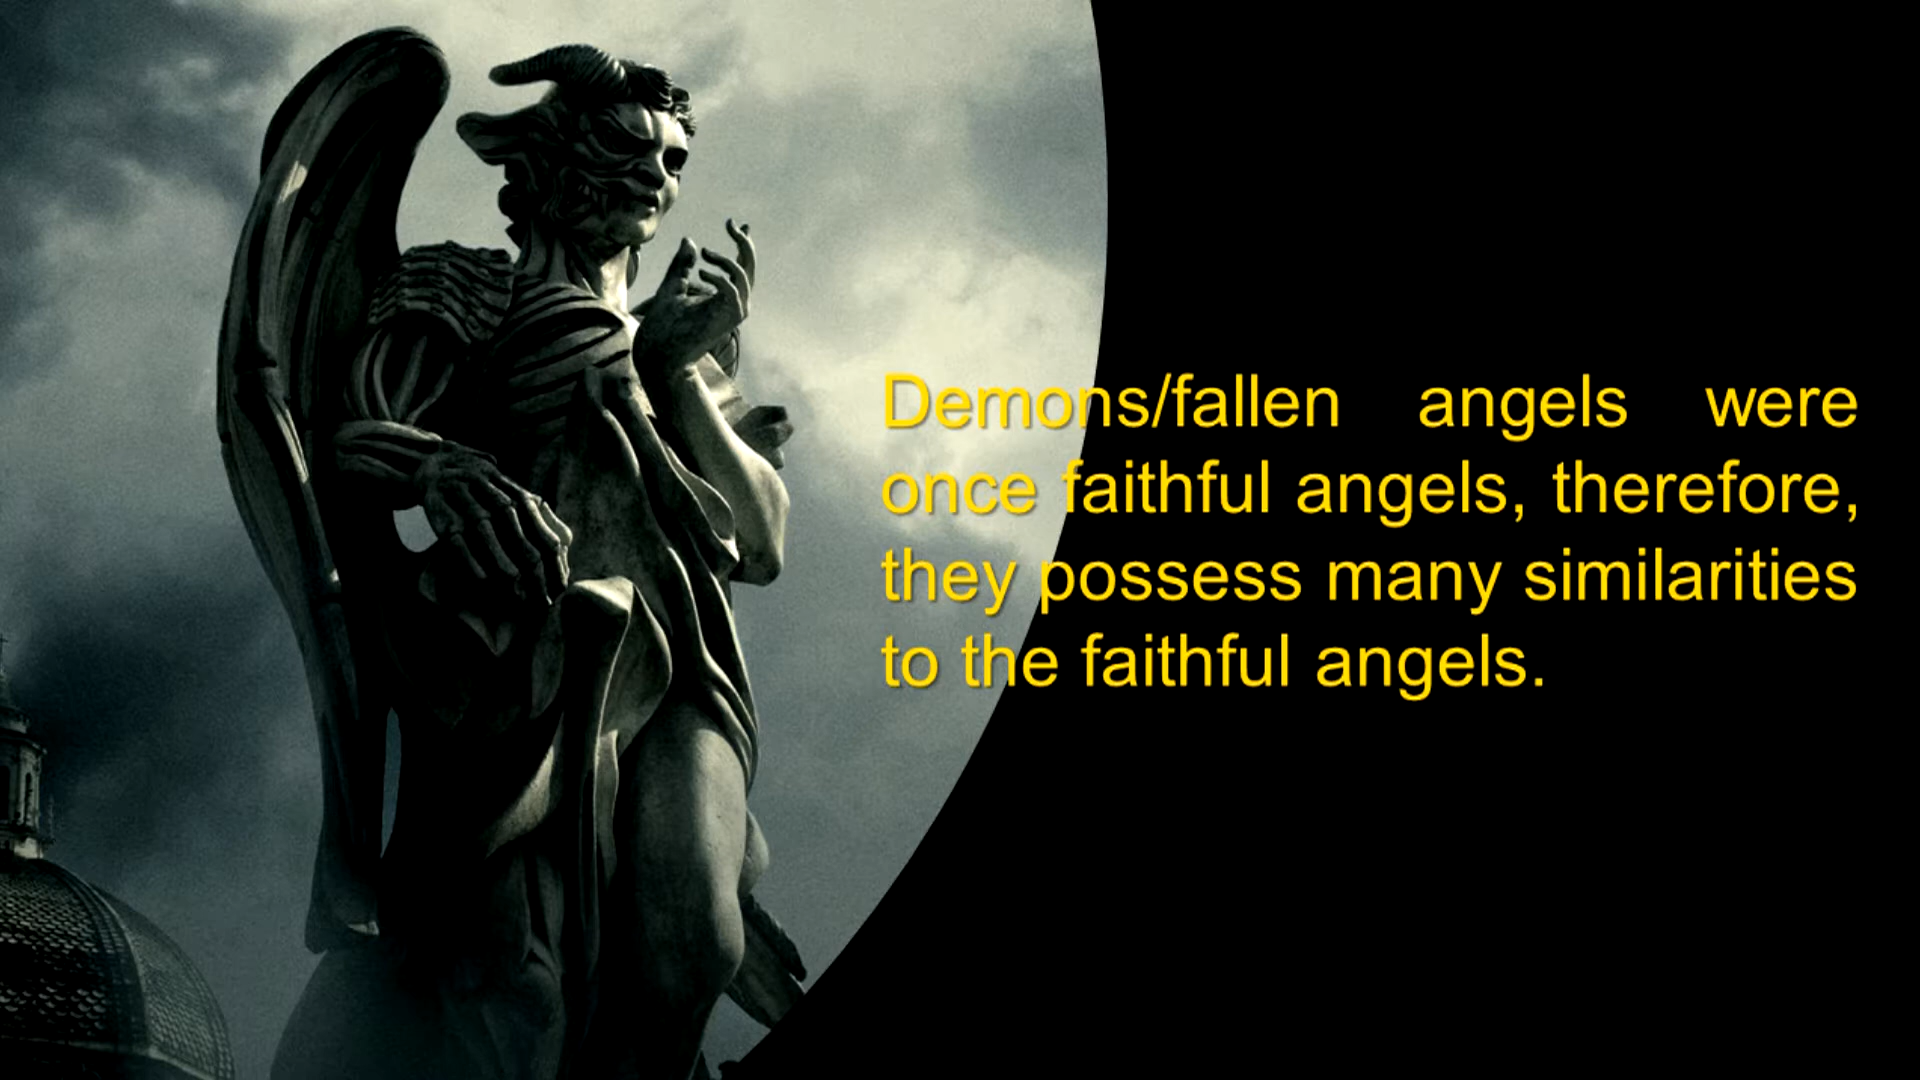 Demons/fallen angels were
once faithful angels, therefore,
they possess many similarities
to the faithful angels.